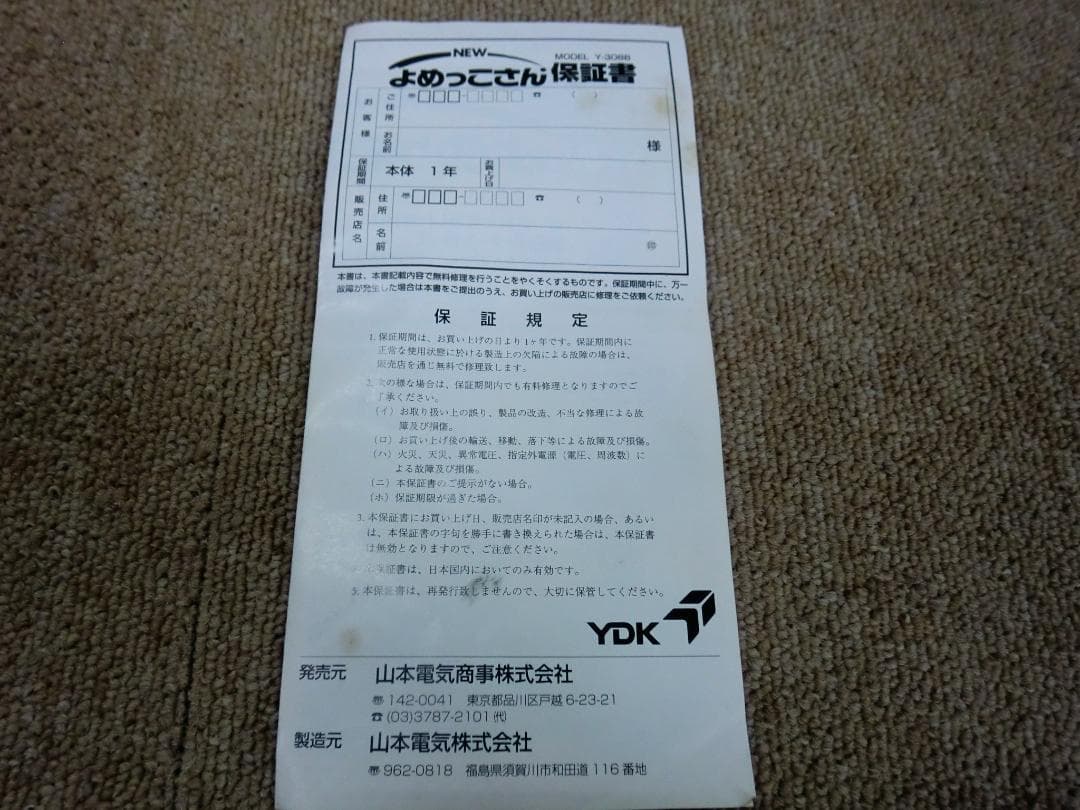 NEW
よめっこさん 保証書
MODEL Y-308B
お客様
ご住所
〠□□□-□□□□ ☎ （ ）
お名前
様
保証期間
本体 1年
お買上げ日
販売店名
住所
〠□□□-□□□□ ☎ （ ）
名前
㊞
本書は、本書記載内容で無料修理を行うことをやくそくするものです。保証期間中に、万一
故障が発生した場合は本書をご提出のうえ、お買い上げの販売店に修理をご依頼ください。
保証規定
1. 保証期間は、お買い上げの日より1ヶ年です。保証期間内に
正常な使用状態に於ける製造上の欠陥による故障の場合は、
販売店を通じ無料で修理致します。
2. 次の様な場合は、保証期間内でも有料修理となりますのでご
了承ください。
（イ）お取り扱い上の誤り、製品の改造、不当な修理による故
障及び損傷。
（ロ）お買い上げ後の輸送、移動、落下等による故障及び損傷。
（ハ）火災、天災、異常電圧、指定外電源（電圧、周波数）に
よる故障及び損傷。
（ニ）本保証書のご提示がない場合。
（ホ）保証期限が過ぎた場合。
3. 本保証書にお買い上げ日、販売店名印が未記入の場合、あるい
は、本保証書の字句を勝手に書き換えられた場合は、本保証書
は無効となりますので、ご注意ください。
保証書は、日本国内においてのみ有効です。
5. 本保証書は、再発行致しませんので、大切に保管してください。
YDK
発売元 山本電気商事株式会社
〠142-0041 東京都品川区戸越6-23-21
☎(03)3787-2101㈹
製造元 山本電気株式会社
〠962-0818 福島県須賀川市和田道116番地